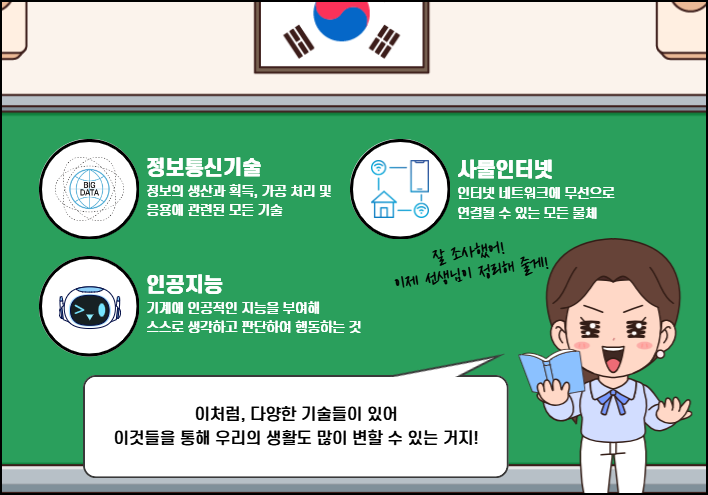 BIG
DATA
정보통신기술
정보의 생산과 획득, 가공 처리 및
응용에 관련된 모든 기술
사물인터넷
인터넷 네트워크에 무선으로
연결될 수 있는 모든 물체
잘 조사했어!
이제 선생님이 정리해 줄게!
인공지능
기계에 인공적인 지능을 부여해
스스로 생각하고 판단하여 행동하는 것
이처럼, 다양한 기술들이 있어
이것들을 통해 우리의 생활도 많이 변할 수 있는 거지!